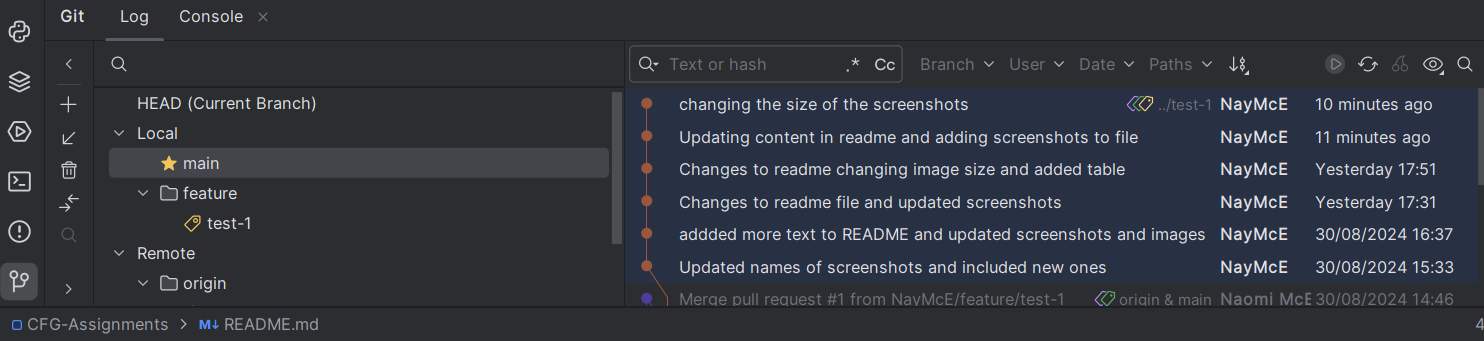 Git Log Console
Text or hash .* Cc Branch User Date Paths
HEAD (Current Branch)
Local
main
feature
test-1
Remote
origin
changing the size of the screenshots ../test-1 NayMcE 10 minutes ago
Updating content in readme and adding screenshots to file NayMcE 11 minutes ago
Changes to readme changing image size and added table NayMcE Yesterday 17:51
Changes to readme file and updated screenshots NayMcE Yesterday 17:31
addded more text to README and updated screenshots and images NayMcE 30/08/2024 16:37
Updated names of screenshots and included new ones NayMcE 30/08/2024 15:33
Merge pull request #1 from NayMcE/feature/test-1 origin & main Naomi McE 30/08/2024 14:46
CFG-Assignments > M↓ README.md 4